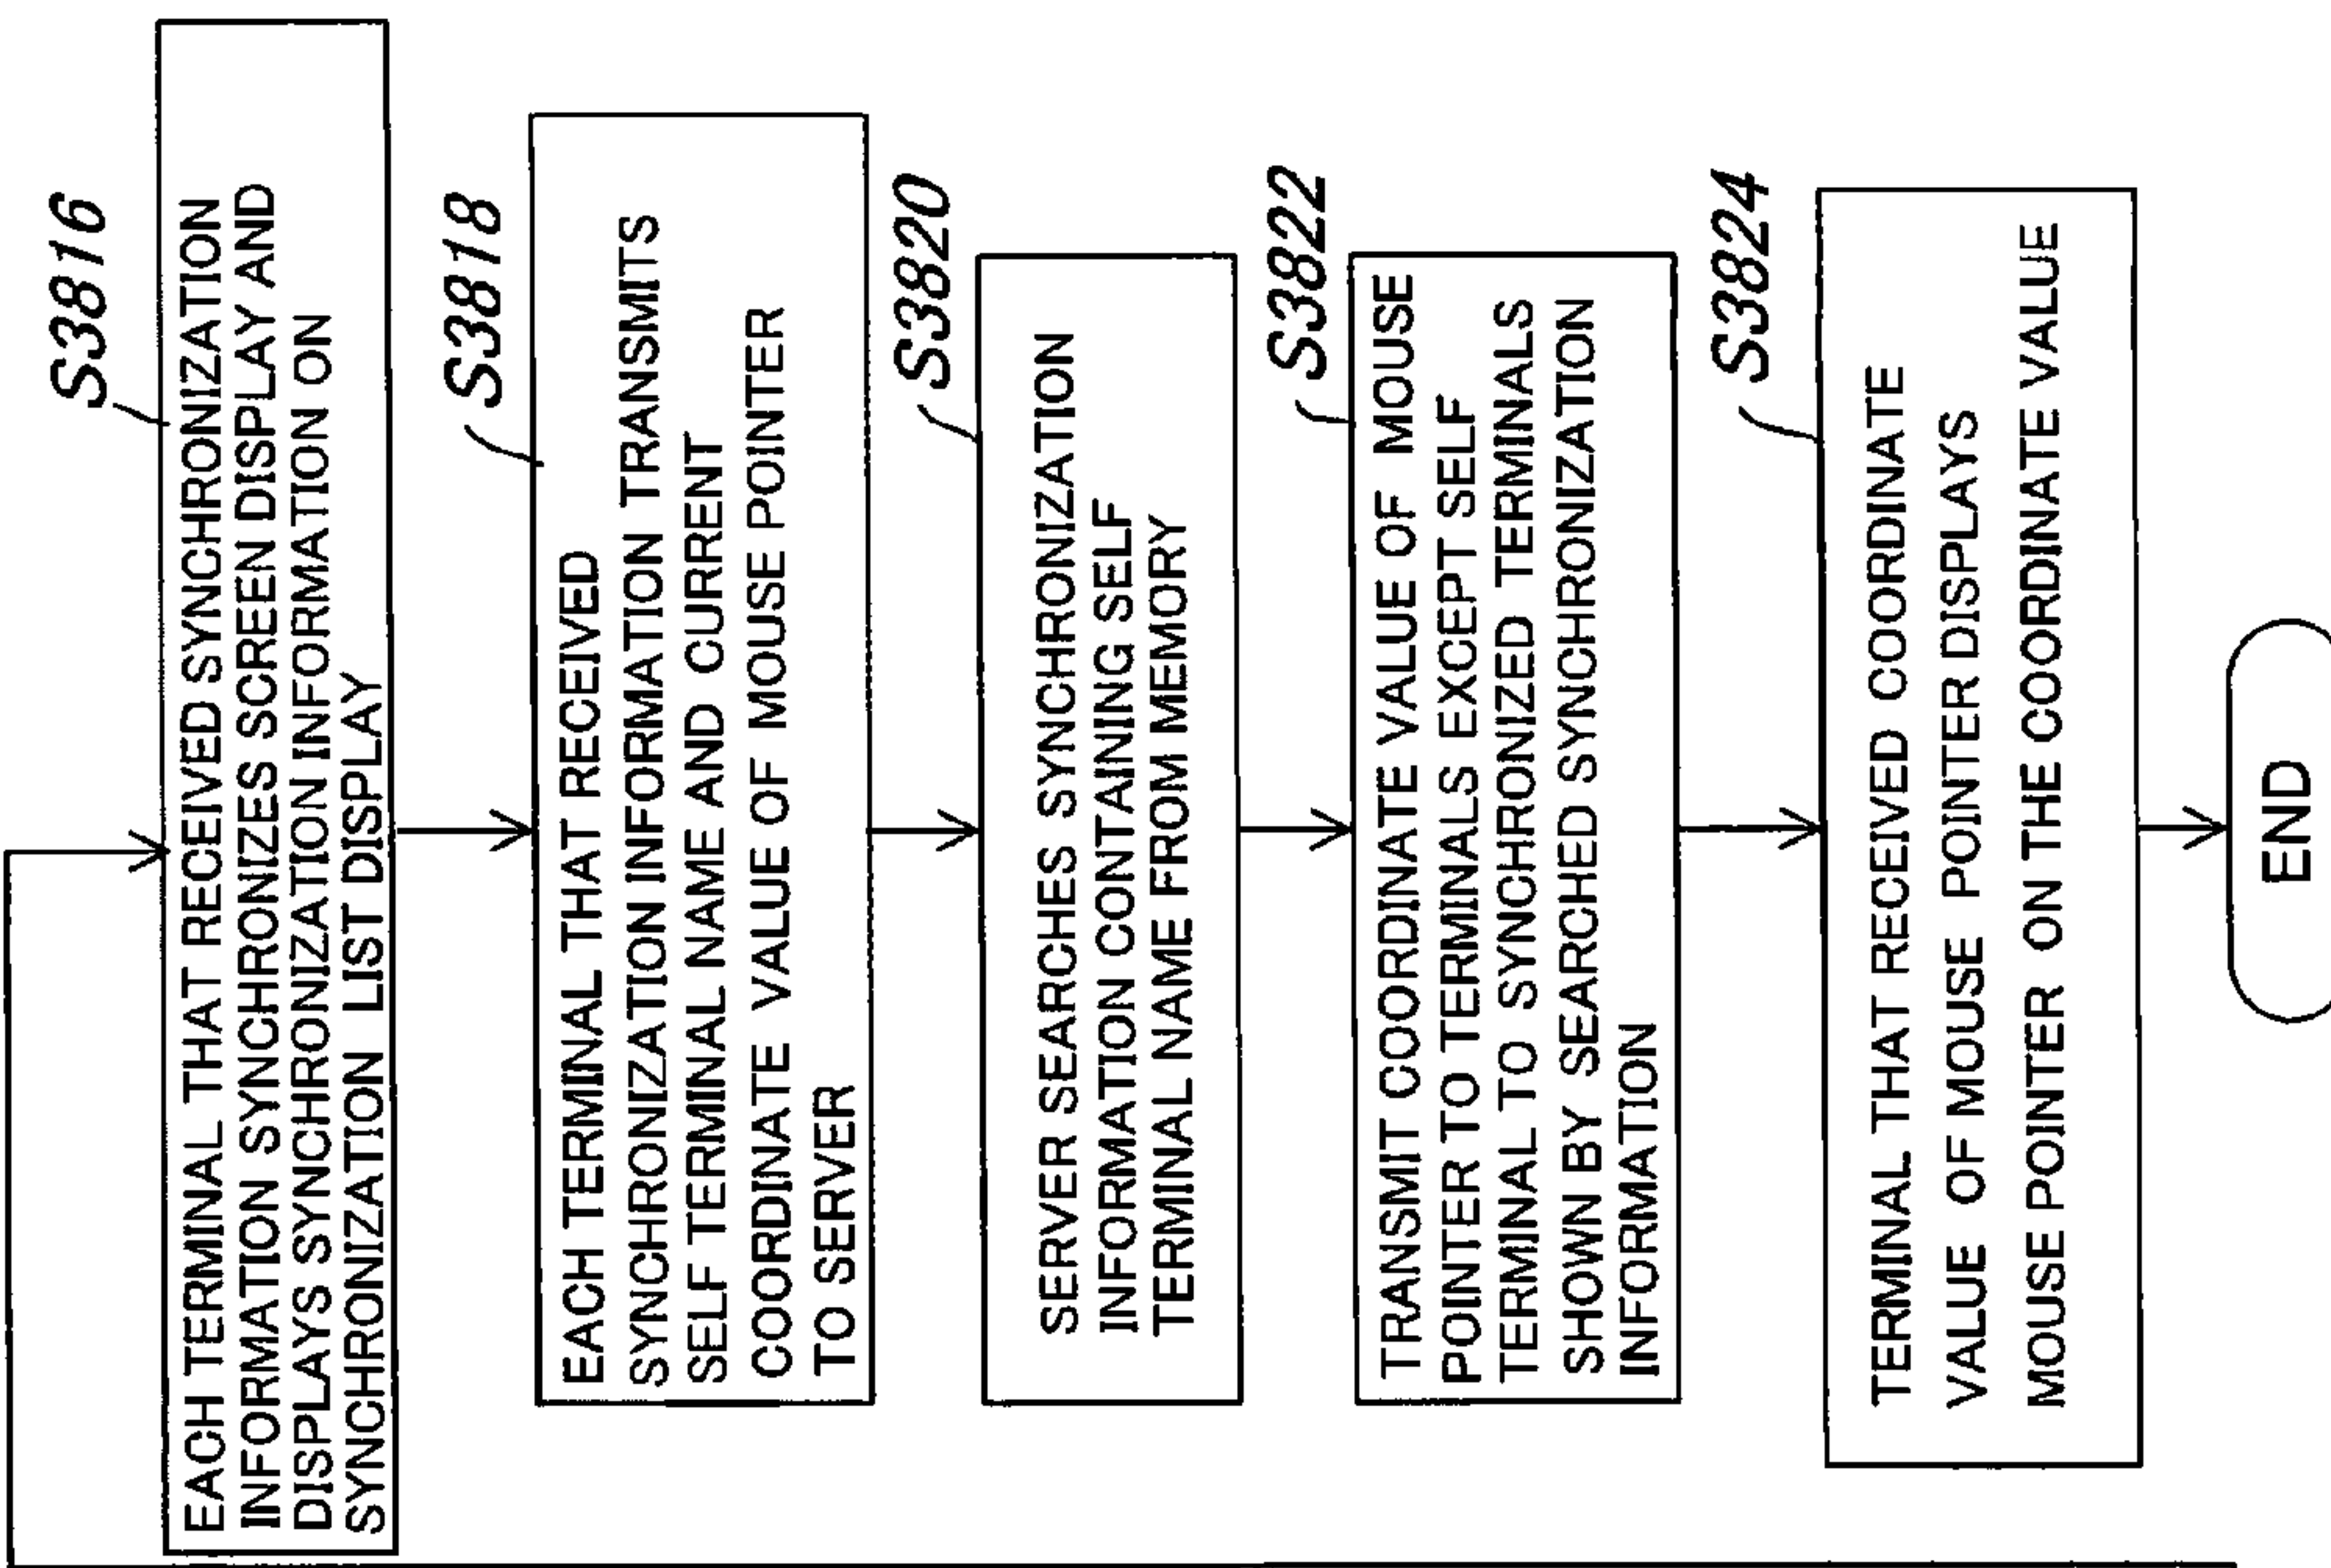 S3816
EACH TERMINAL THAT RECEIVED SYNCHRONIZATION
INFORMATION SYNCHRONIZES SCREEN DISPLAY AND
DISPLAYS SYNCHRONIZATION INFORMATION ON
SYNCHRONIZATION LIST DISPLAY
S3818
EACH TERMINAL THAT RECEIVED
SYNCHRONIZATION INFORMATION TRANSMITS
SELF TERMINAL NAME AND CURRENT
COORDINATE VALUE OF MOUSE POINTER
TO SERVER
S3820
SERVER SEARCHES SYNCHRONIZATION
INFORMATION CONTAINING SELF
TERMINAL NAME FROM MEMORY
S3822
TRANSMIT COORDINATE VALUE OF MOUSE
POINTER TO TERMINALS EXCEPT SELF
TERMINAL TO SYNCHRONIZED TERMINALS
SHOWN BY SEARCHED SYNCHRONIZATION
INFORMATION
S3824
TERMINAL THAT RECEIVED COORDINATE
VALUE OF MOUSE POINTER DISPLAYS
MOUSE POINTER ON THE COORDINATE VALUE
END